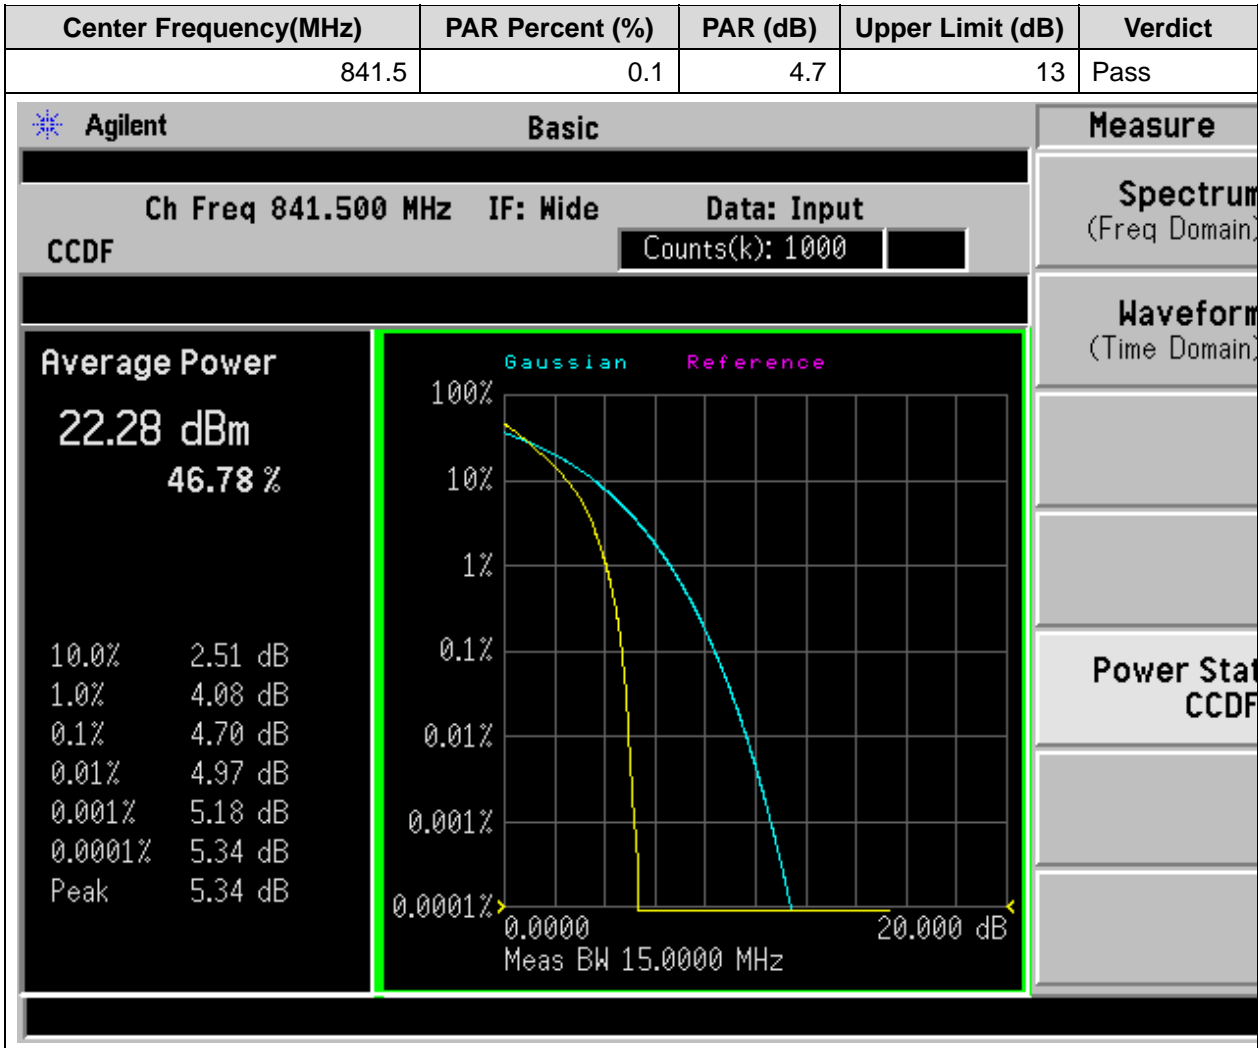 Center Frequency(MHz) PAR Percent (%) PAR (dB) Upper Limit (dB) Verdict
841.5 0.1 4.7 13 Pass
Agilent Basic Measure
Ch Freq 841.500 MHz IF: Wide Data: Input
CCDF Counts(k): 1000
Spectrum
(Freq Domain)
Waveform
(Time Domain)
Power Stat
CCDF
Average Power
22.28 dBm
46.78 %
10.0% 2.51 dB
1.0% 4.08 dB
0.1% 4.70 dB
0.01% 4.97 dB
0.001% 5.18 dB
0.0001% 5.34 dB
Peak 5.34 dB
Gaussian Reference
100%
10%
1%
0.1%
0.01%
0.001%
0.0001%
0.0000 20.000 dB
Meas BW 15.0000 MHz